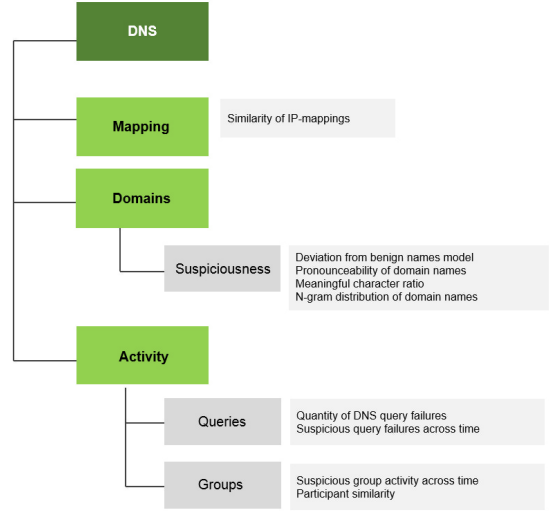 DNS
Mapping
Similarity of IP-mappings
Domains
Suspiciousness
Deviation from benign names model
Pronounceability of domain names
Meaningful character ratio
N-gram distribution of domain names
Activity
Queries
Quantity of DNS query failures
Suspicious query failures across time
Groups
Suspicious group activity across time
Participant similarity